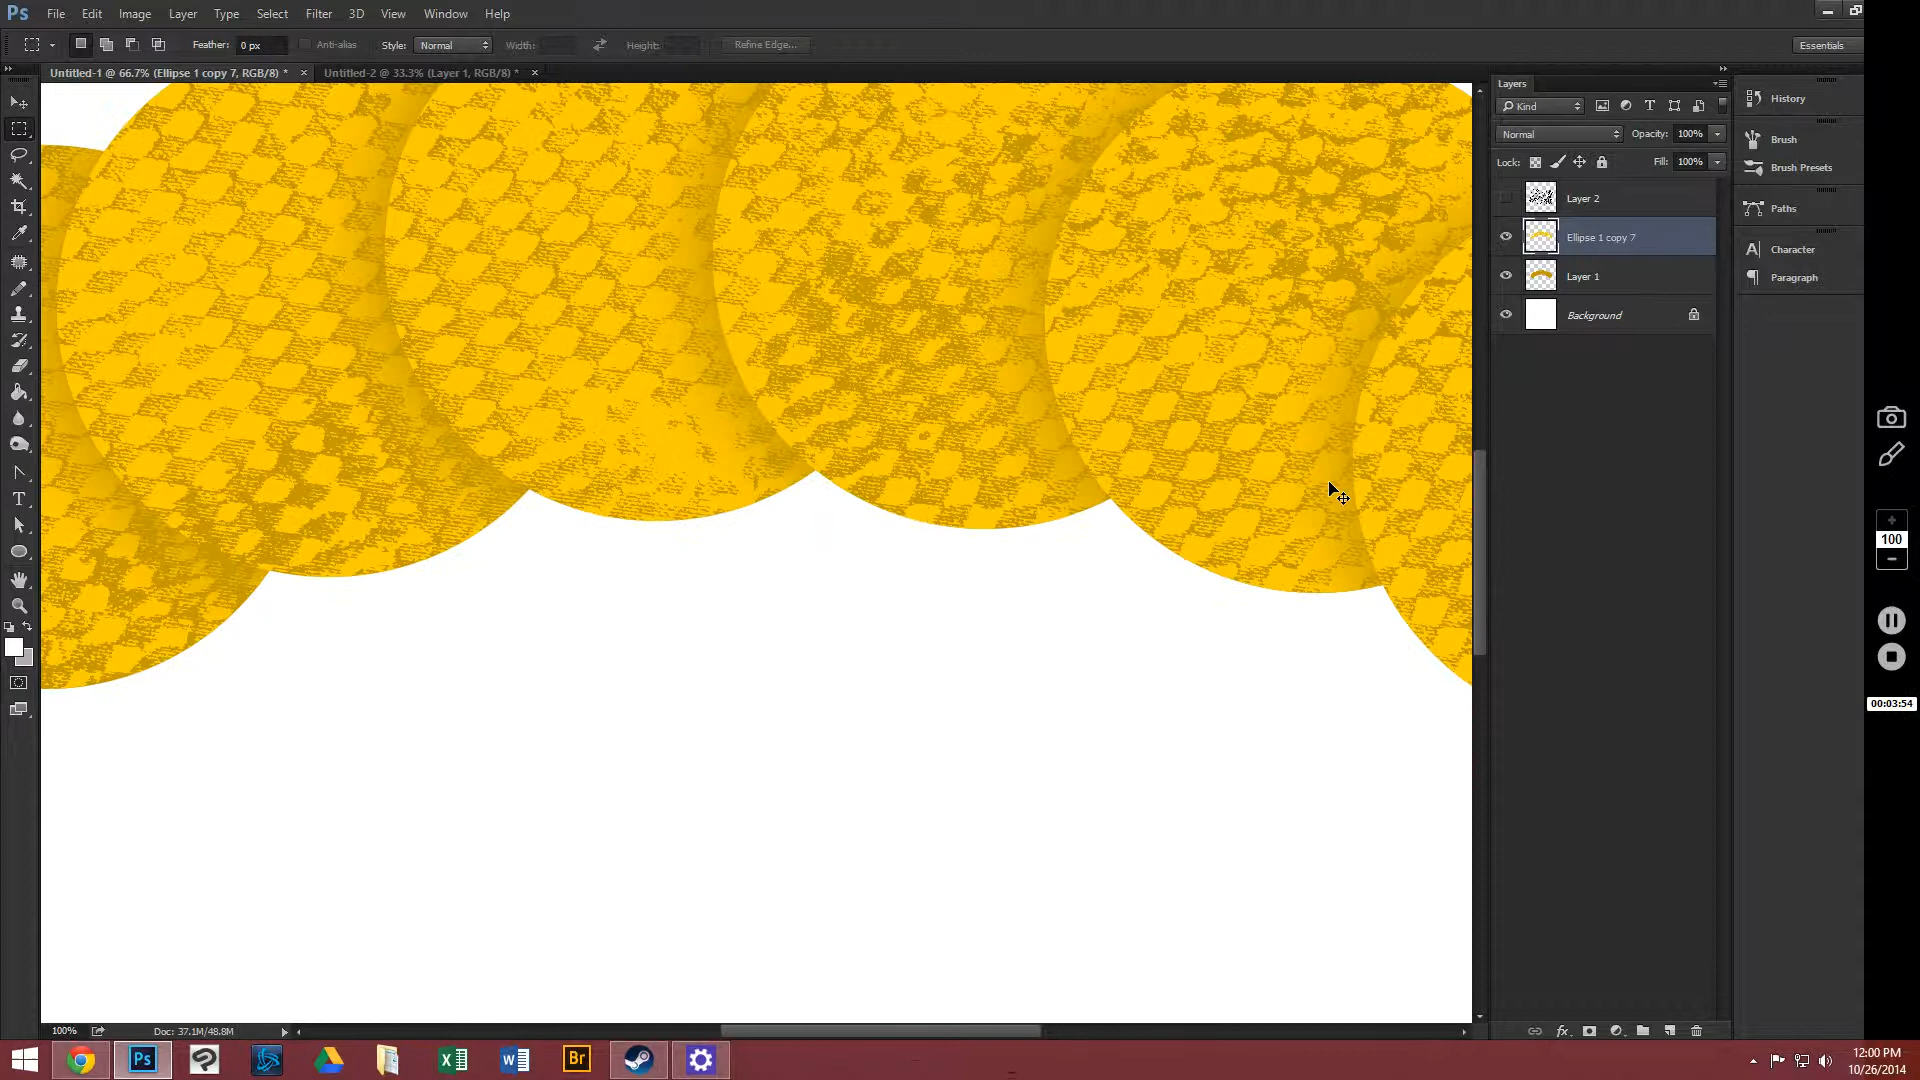 Ps File Edit Image Layer Type Select Filter 3D View Window Help
Feather: 0 px Anti-alias Style: Normal Width: Height: Refine Edge... Essentials
Untitled-1 @ 66.7% (Ellipse 1 copy 7, RGB/8) * × Untitled-2 @ 33.3% (Layer 1, RGB/8) * ×
Layers
Kind
Normal Opacity: 100%
Lock: Fill: 100%
Layer 2
Ellipse 1 copy 7
Layer 1
Background
History
Brush
Brush Presets
Paths
Character
Paragraph
100
00:03:54
100% Doc: 37.1M/48.8M
fx
Ps Br
12:00 PM
10/26/2014